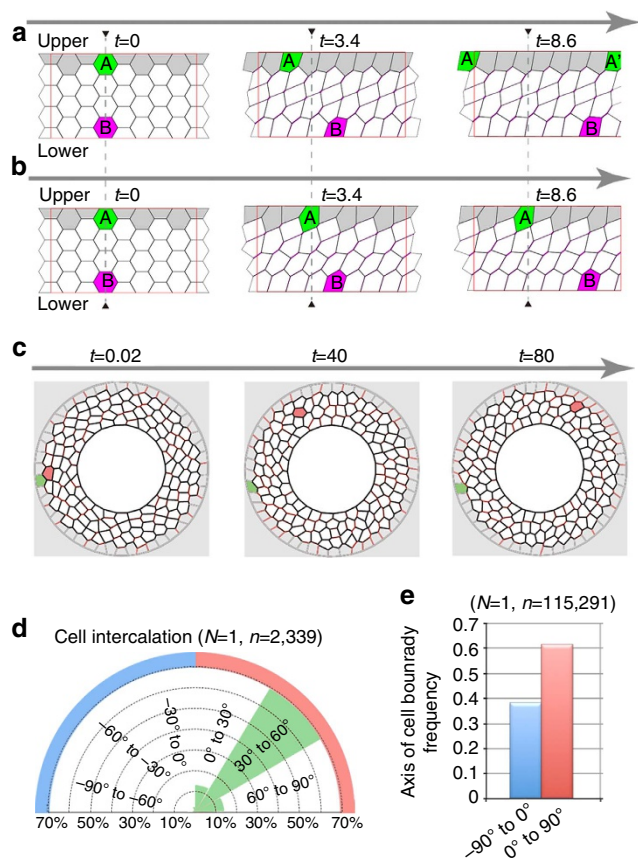 a
Upper
t=0
t=3.4
t=8.6
A
A
A
A'
B
B
B
Lower
b
Upper
t=0
t=3.4
t=8.6
A
A
A
B
B
B
Lower
c
t=0.02
t=40
t=80
d
Cell intercalation (N=1, n=2,339)
−90° to −60°
−60° to −30°
−30° to 0°
0° to 30°
30° to 60°
60° to 90°
70% 50% 30% 10% 10% 30% 50% 70%
e
(N=1, n=115,291)
Axis of cell bounrady
frequency
0.7
0.6
0.5
0.4
0.3
0.2
0.1
0
−90° to 0°
0° to 90°